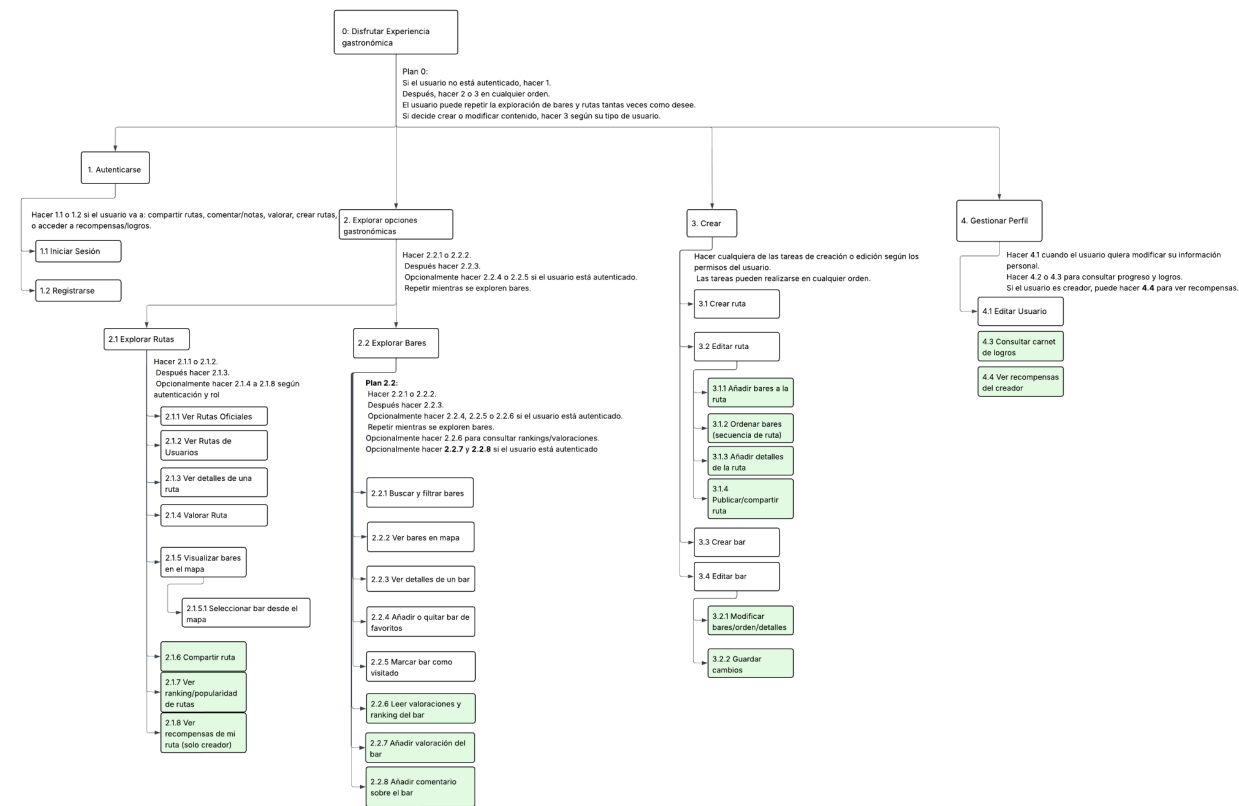 0: Disfrutar Experiencia
gastronómica
Plan 0:
Si el usuario no está autenticado, hacer 1.
Después, hacer 2 o 3 en cualquier orden.
El usuario puede repetir la exploración de bares y rutas tantas veces como desee.
Si decide crear o modificar contenido, hacer 3 según su tipo de usuario.
1. Autenticarse
Hacer 1.1 o 1.2 si el usuario va a: compartir rutas, comentar/notas, valorar, crear rutas,
o acceder a recompensas/logros.
1.1 Iniciar Sesión
1.2 Registrarse
2. Explorar opciones
gastronómicas
Hacer 2.2.1 o 2.2.2.
Después hacer 2.2.3.
Opcionalmente hacer 2.2.4 o 2.2.5 si el usuario está autenticado.
Repetir mientras se exploren bares.
2.1 Explorar Rutas
Hacer 2.1.1 o 2.1.2.
Después hacer 2.1.3.
Opcionalmente hacer 2.1.4 a 2.1.8 según
autenticación y rol
2.1.1 Ver Rutas Oficiales
2.1.2 Ver Rutas de
Usuarios
2.1.3 Ver detalles de una
ruta
2.1.4 Valorar Ruta
2.1.5 Visualizar bares
en el mapa
2.1.5.1 Seleccionar bar desde el
mapa
2.1.6 Compartir ruta
2.1.7 Ver
ranking/popularidad
de rutas
2.1.8 Ver
recompensas de mi
ruta (solo creador)
2.2 Explorar Bares
Plan 2.2:
Hacer 2.2.1 o 2.2.2.
Después hacer 2.2.3.
Opcionalmente hacer 2.2.4, 2.2.5 o 2.2.6 si el usuario está autenticado.
Repetir mientras se exploren bares.
Opcionalmente hacer 2.2.6 para consultar rankings/valoraciones.
Opcionalmente hacer 2.2.7 y 2.2.8 si el usuario está autenticado
2.2.1 Buscar y filtrar bares
2.2.2 Ver bares en mapa
2.2.3 Ver detalles de un bar
2.2.4 Añadir o quitar bar de
favoritos
2.2.5 Marcar bar como
visitado
2.2.6 Leer valoraciones y
ranking del bar
2.2.7 Añadir valoración del
bar
2.2.8 Añadir comentario
sobre el bar
3. Crear
Hacer cualquiera de las tareas de creación o edición según los
permisos del usuario.
Las tareas pueden realizarse en cualquier orden.
3.1 Crear ruta
3.2 Editar ruta
3.1.1 Añadir bares a la
ruta
3.1.2 Ordenar bares
(secuencia de ruta)
3.1.3 Añadir detalles
de la ruta
3.1.4
Publicar/compartir
ruta
3.3 Crear bar
3.4 Editar bar
3.2.1 Modificar
bares/orden/detalles
3.2.2 Guardar
cambios
4. Gestionar Perfil
Hacer 4.1 cuando el usuario quiera modificar su información
personal.
Hacer 4.2 o 4.3 para consultar progreso y logros.
Si el usuario es creador, puede hacer 4.4 para ver recompensas.
4.1 Editar Usuario
4.3 Consultar carnet
de logros
4.4 Ver recompensas
del creador